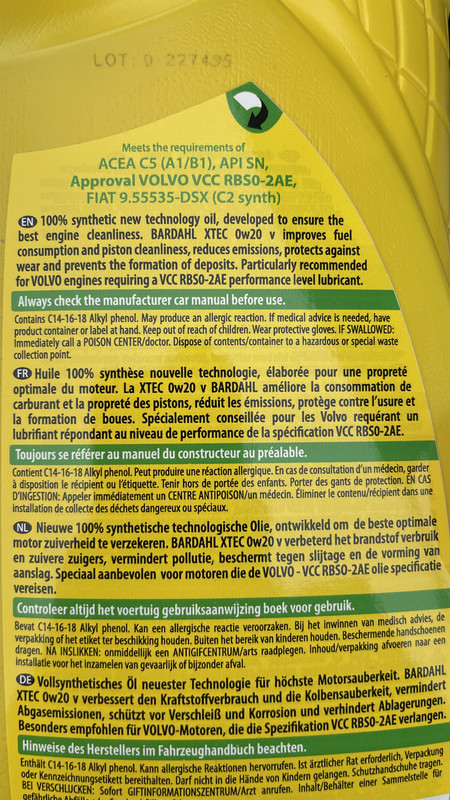 LOT: 0 227495
Meets the requirements of
ACEA C5 (A1/B1), API SN,
Approval VOLVO VCC RBS0-2AE,
FIAT 9.55535-DSX (C2 synth)
EN 100% synthetic new technology oil, developed to ensure the
best engine cleanliness. BARDAHL XTEC 0w20 v improves fuel
consumption and piston cleanliness, reduces emissions, protects against
wear and prevents the formation of deposits. Particularly recommended
for VOLVO engines requiring a VCC RBS0-2AE performance level lubricant.
Always check the manufacturer car manual before use.
Contains C14-16-18 Alkyl phenol. May produce an allergic reaction. If medical advice is needed, have
product container or label at hand. Keep out of reach of children. Wear protective gloves. IF SWALLOWED:
Immediately call a POISON CENTER/doctor. Dispose of contents/container to a hazardous or special waste
collection point.
FR Huile 100% synthèse nouvelle technologie, élaborée pour une propreté
optimale du moteur. La XTEC 0w20 v BARDAHL améliore la consommation de
carburant et la propreté des pistons, réduit les émissions, protège contre l'usure et
la formation de boues. Spécialement conseillée pour les Volvo requérant un
lubrifiant répondant au niveau de performance de la spécification VCC RBS0-2AE.
Toujours se référer au manuel du constructeur au préalable.
Contient C14-16-18 Alkyl phenol. Peut produire une réaction allergique. En cas de consultation d'un médecin, garder
à disposition le récipient ou l'étiquette. Tenir hors de portée des enfants. Porter des gants de protection. EN CAS
D'INGESTION: Appeler immédiatement un CENTRE ANTIPOISON/un médecin. Éliminer le contenu/récipient dans une
installation de collecte des déchets dangereux ou spéciaux.
NL Nieuwe 100% synthetische technologische Olie, ontwikkeld om de beste optimale
motor zuiverheid te verzekeren. BARDAHL XTEC 0w20 v verbeterd het brandstof verbruik
en zuivere zuigers, vermindert pollutie, beschermt tegen slijtage en de vorming van
aanslag. Speciaal aanbevolen voor motoren die de VOLVO - VCC RBS0-2AE olie specificatie
vereisen.
Controleer altijd het voertuig gebruiksaanwijzing boek voor gebruik.
Bevat C14-16-18 Alkyl phenol. Kan een allergische reactie veroorzaken. Bij het inwinnen van medisch advies, de
verpakking of het etiket ter beschikking houden. Buiten het bereik van kinderen houden. Beschermende handschoenen
dragen. NA INSLIKKEN: onmiddellijk een ANTIGIFCENTRUM/arts raadplegen. Inhoud/verpakking afvoeren naar een
installatie voor het inzamelen van gevaarlijk of bijzonder afval.
DE Vollsynthetisches Öl neuester Technologie für höchste Motorsauberkeit. BARDAHL
XTEC 0w20 v verbessert den Kraftstoffverbrauch und die Kolbensauberkeit, vermindert
Abgasemissionen, schützt vor Verschleiß und Korrosion und verhindert Ablagerungen.
Besonders empfohlen für VOLVO-Motoren, die die Spezifikation VCC RBS0-2AE verlangen.
Hinweise des Herstellers im Fahrzeughandbuch beachten.
Enthält C14-16-18 Alkyl phenol. Kann allergische Reaktionen hervorrufen. Ist ärztlicher Rat erforderlich, Verpackung
oder Kennzeichnungsetikett bereithalten. Darf nicht in die Hände von Kindern gelangen. Schutzhandschuhe tragen.
BEI VERSCHLUCKEN: Sofort GIFTINFORMATIONSZENTRUM/Arzt anrufen. Inhalt/Behälter einer Sammelstelle für
gefährliche